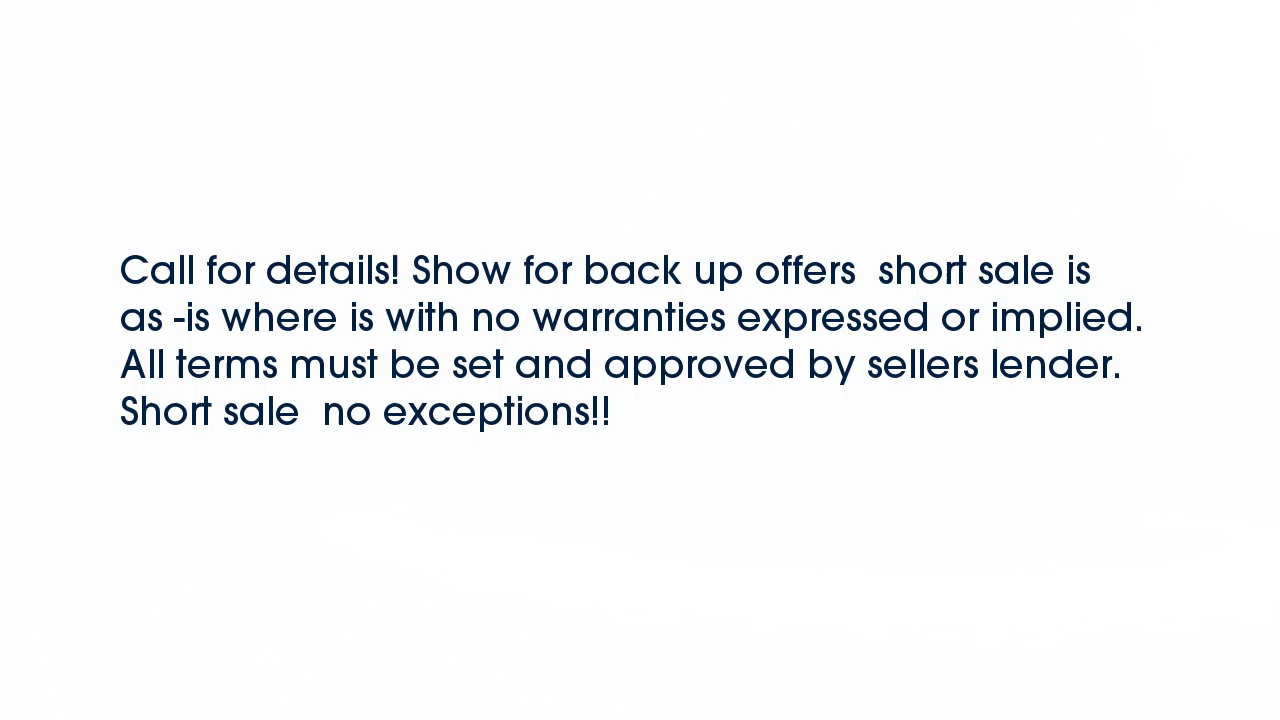 Call for details! Show for back up offers  short sale is
as -is where is with no warranties expressed or implied.
All terms must be set and approved by sellers lender.
Short sale  no exceptions!!